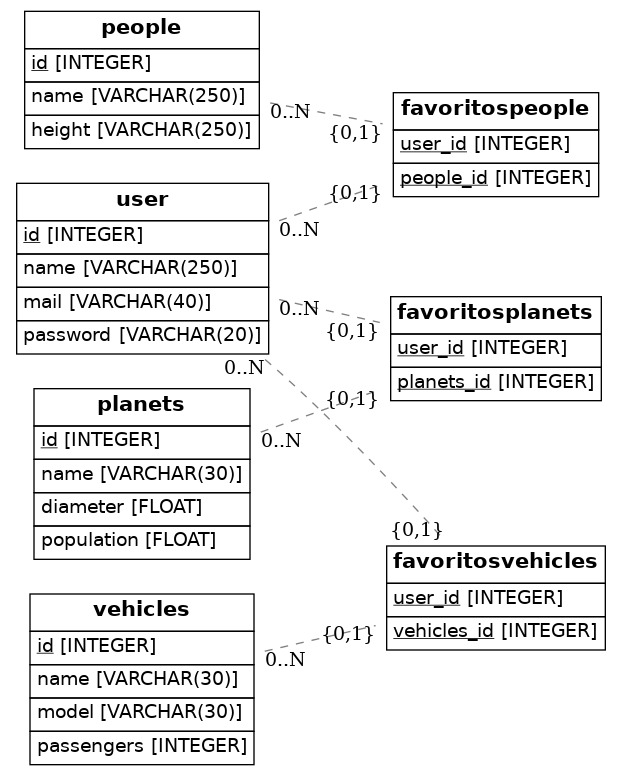 people
id [INTEGER]
name [VARCHAR(250)]
height [VARCHAR(250)]
0..N
{0,1}
favoritospeople
user_id [INTEGER]
people_id [INTEGER]
user
id [INTEGER]
name [VARCHAR(250)]
mail [VARCHAR(40)]
password [VARCHAR(20)]
{0,1}
0..N
0..N
{0,1}
favoritosplanets
user_id [INTEGER]
planets_id [INTEGER]
0..N
planets
id [INTEGER]
name [VARCHAR(30)]
diameter [FLOAT]
population [FLOAT]
{0,1}
0..N
{0,1}
favoritosvehicles
user_id [INTEGER]
vehicles_id [INTEGER]
vehicles
id [INTEGER]
name [VARCHAR(30)]
model [VARCHAR(30)]
passengers [INTEGER]
{0,1}
0..N